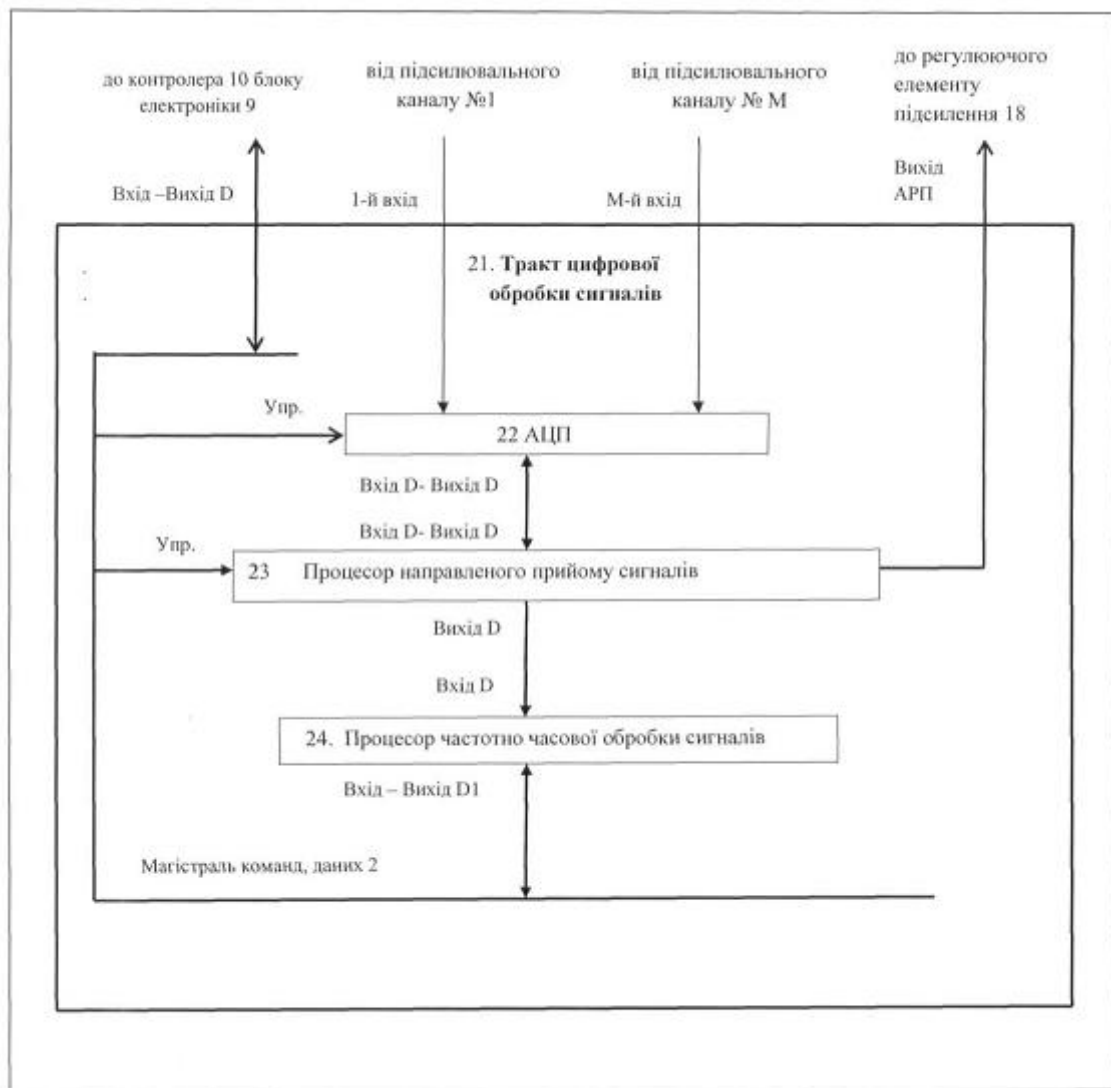 до контролера 10 блоку
електроніки 9
від підсилювального
каналу №1
від підсилювального
каналу № М
до регулюючого
елементу
підсилення 18
Вхід –Вихід D
1-й вхід
М-й вхід
Вихід
АРП
21. Тракт цифрової
обробки сигналів
Упр.
22 АЦП
Вхід D- Вихід D
Вхід D- Вихід D
Упр.
23 Процесор направленого прийому сигналів
Вихід D
Вхід D
24. Процесор частотно часової обробки сигналів
Вхід – Вихід D1
Магістраль команд, даних 2